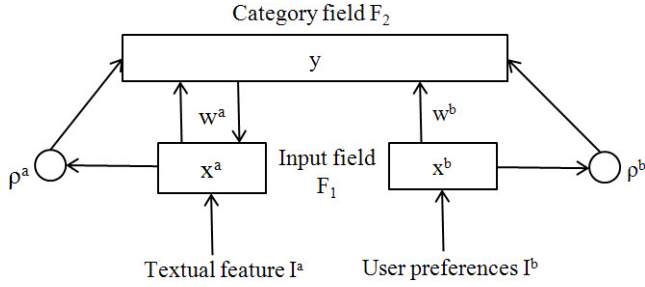 Category field F₂
y
wᵃ
wᵇ
ρᵃ
xᵃ
Input field
F₁
xᵇ
ρᵇ
Textual feature Iᵃ
User preferences Iᵇ